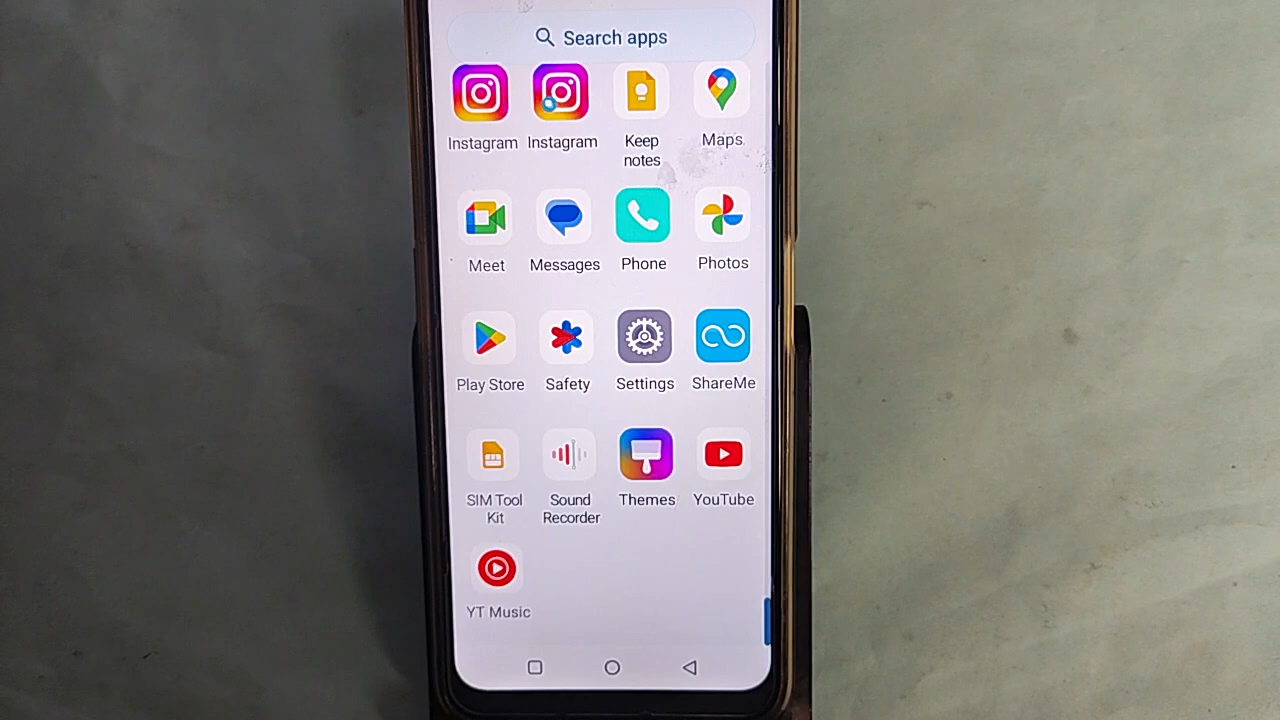 Search apps
Instagram Instagram Keep notes Maps
Meet Messages Phone Photos
Play Store Safety Settings ShareMe
SIM Tool Kit Sound Recorder Themes YouTube
YT Music